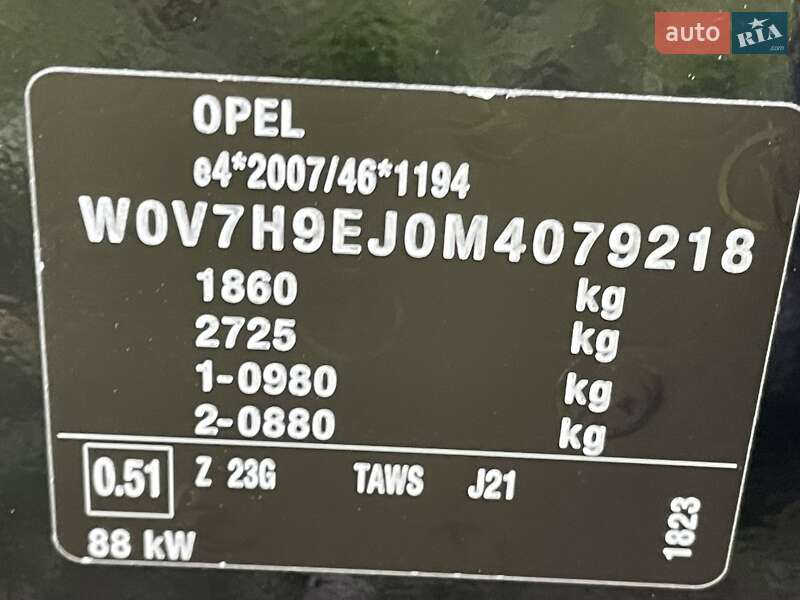 auto RIA.com
OPEL
e4*2007/46*1194
W0V7H9EJ0M4079218
1860 kg
2725 kg
1-0980 kg
2-0880 kg
0.51 Z 23G TAWS J21
88 kW
1823